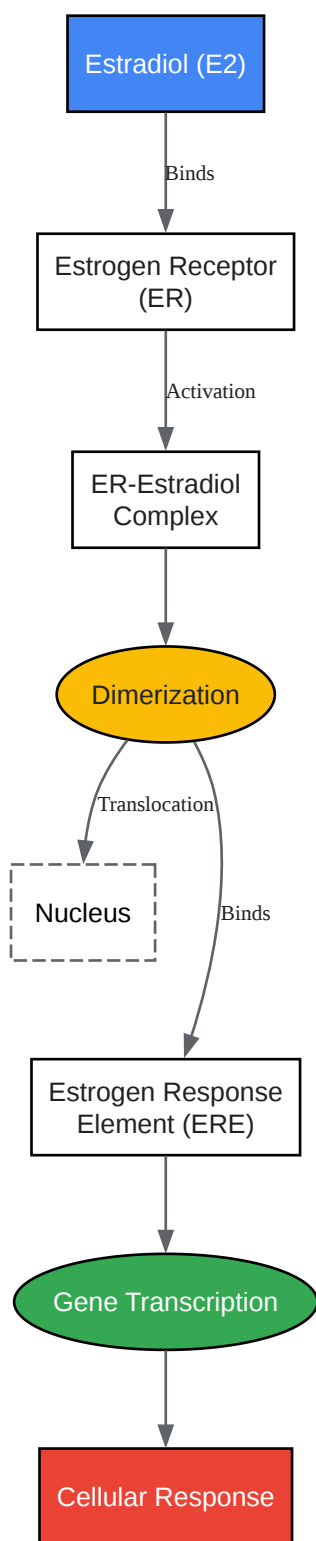 Estradiol (E2)
Binds
Estrogen Receptor
(ER)
Activation
ER-Estradiol
Complex
Dimerization
Translocation
Nucleus
Binds
Estrogen Response
Element (ERE)
Gene Transcription
Cellular Response